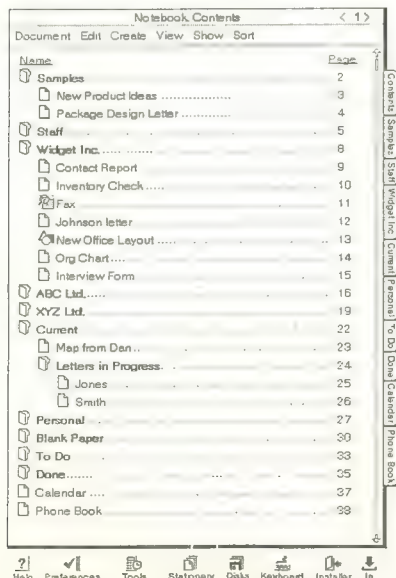 Notebook Contents < 1 >
Document Edit Create View Show Sort
Name Page
Samples 2
New Product Ideas 3
Package Design Letter 4
Staff 5
Widget Inc. 8
Contact Report 9
Inventory Check 10
Fax 11
Johnson letter 12
New Office Layout 13
Org Chart 14
Interview Form 15
ABC Ltd. 16
XYZ Ltd. 19
Current 22
Map from Dan 23
Letters in Progress 24
Jones 25
Smith 26
Personal 27
Blank Paper 30
To Do 33
Done 35
Calendar 37
Phone Book 38
Contents Samples Staff Widget Inc Current Personal To Do Done Calendar Phone Book
Help Preferences Tools Stationery Disks Keyboard Installer In